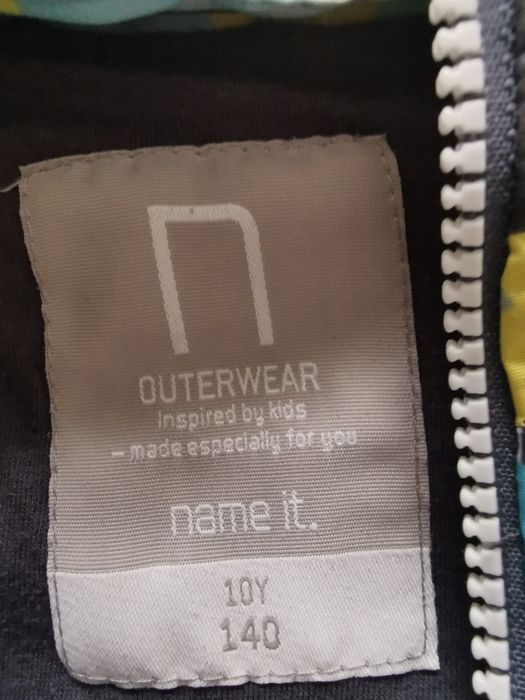 n
OUTERWEAR
Inspired by kids
– made especially for you
name it.
10Y
140